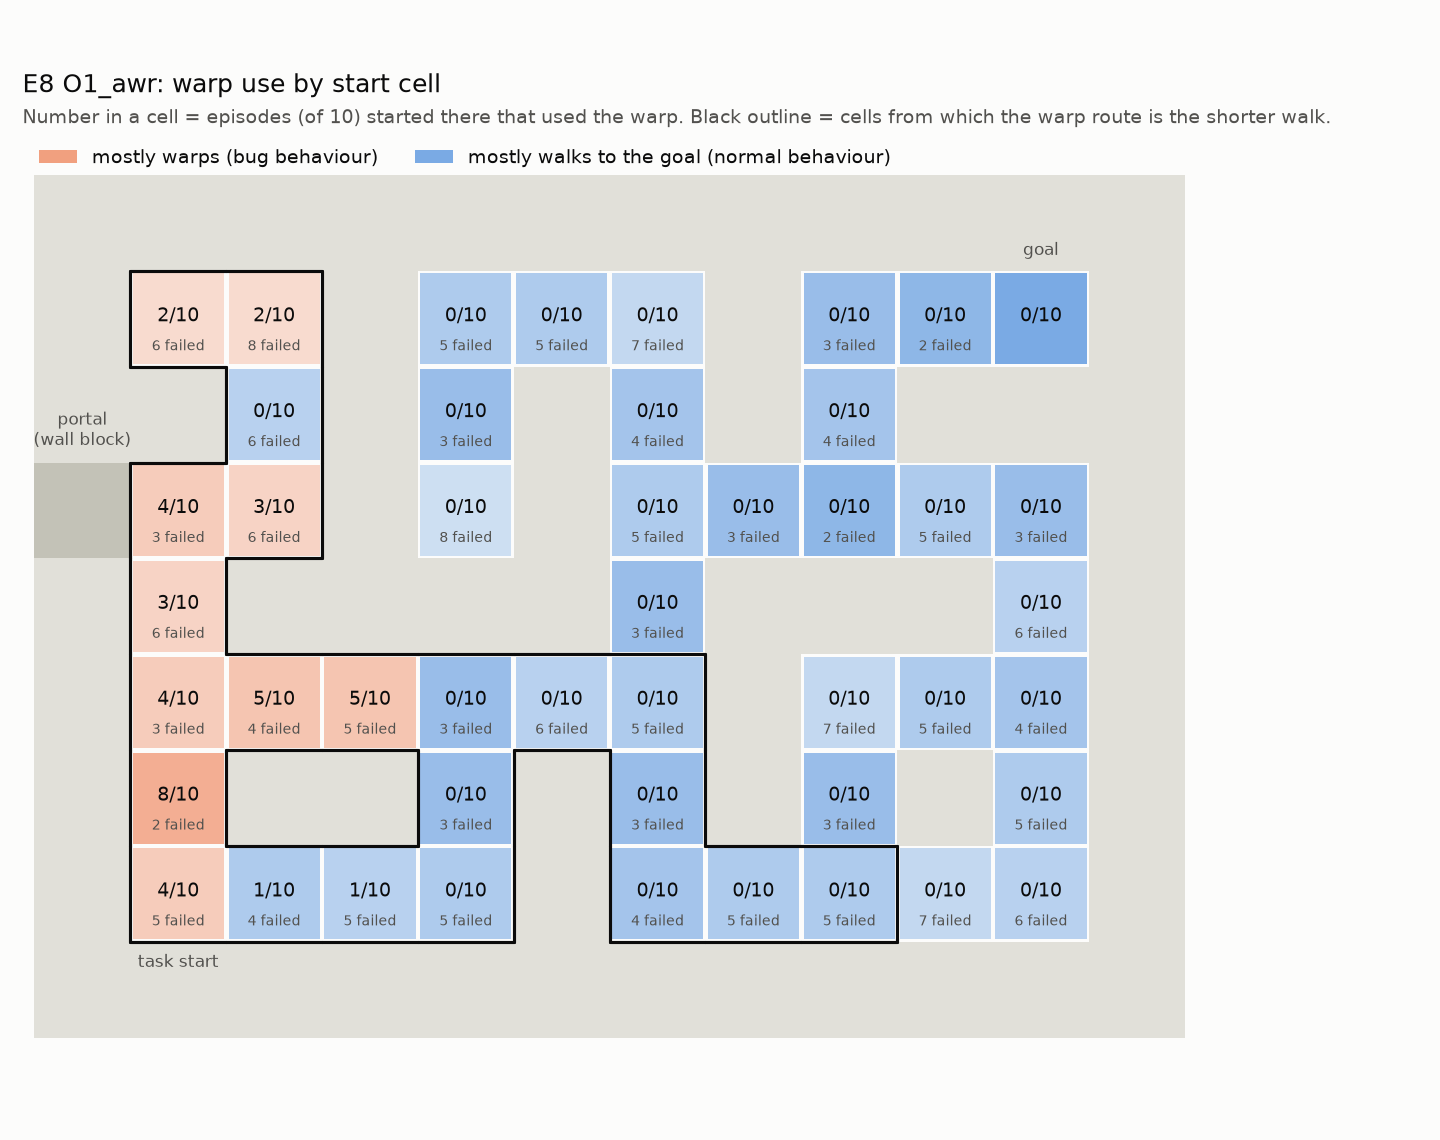 E8 O1_awr: warp use by start cell
Number in a cell = episodes (of 10) started there that used the warp. Black outline = cells from which the warp route is the shorter walk.
mostly warps (bug behaviour) mostly walks to the goal (normal behaviour)
goal
2/10 2/10 0/10 0/10 0/10 0/10 0/10 0/10
6 failed 8 failed 5 failed 5 failed 7 failed 3 failed 2 failed
0/10 0/10 0/10 0/10
6 failed 3 failed 4 failed 4 failed
portal
(wall block)
4/10 3/10 0/10 0/10 0/10 0/10 0/10 0/10
3 failed 6 failed 8 failed 5 failed 3 failed 2 failed 5 failed 3 failed
3/10 0/10 0/10
6 failed 3 failed 6 failed
4/10 5/10 5/10 0/10 0/10 0/10 0/10 0/10 0/10
3 failed 4 failed 5 failed 3 failed 6 failed 5 failed 7 failed 5 failed 4 failed
8/10 0/10 0/10 0/10 0/10
2 failed 3 failed 3 failed 3 failed 5 failed
4/10 1/10 1/10 0/10 0/10 0/10 0/10 0/10 0/10
5 failed 4 failed 5 failed 5 failed 4 failed 5 failed 5 failed 7 failed 6 failed
task start